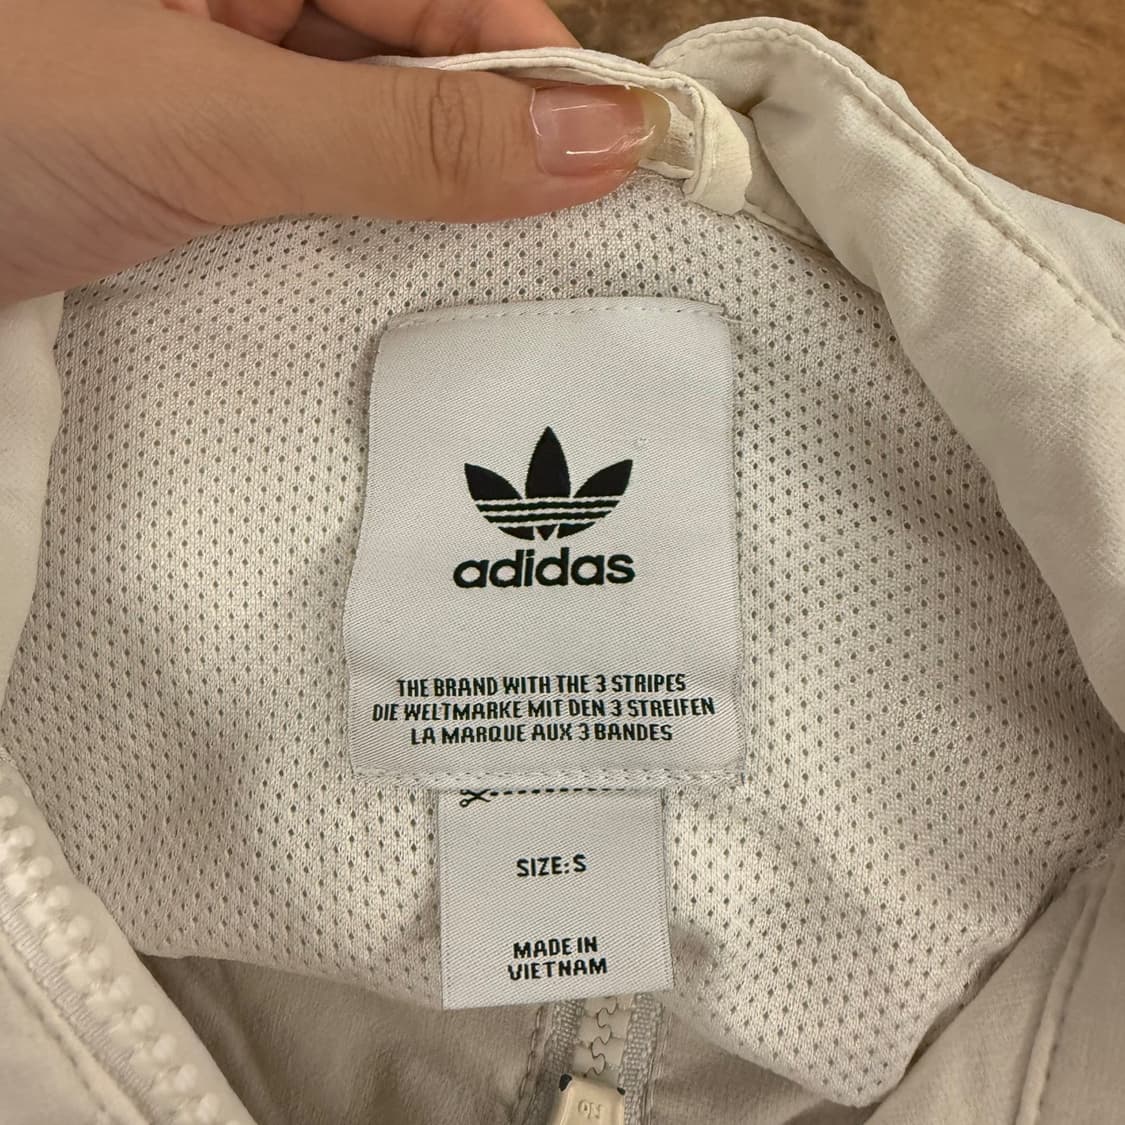 adidas
THE BRAND WITH THE 3 STRIPES
DIE WELTMARKE MIT DEN 3 STREIFEN
LA MARQUE AUX 3 BANDES
SIZE: S
MADE IN
VIETNAM